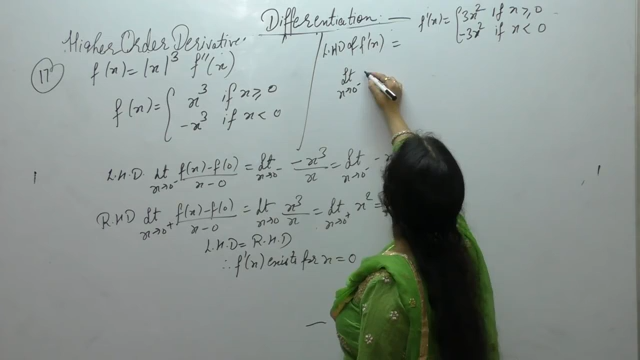 Differentiation
Higher Order Derivative.
17) f(x) = |x|³ f''(x)
f(x) = { x³ if x ≥ 0
-x³ if x < 0
L.H.D Lt x→0⁻ f(x)-f(0)/x-0 = Lt x→0⁻ -x³/x = Lt x→0⁻
R.H.D Lt x→0+ f(x)-f(0)/x-0 = Lt x→0 x³/x = Lt x→0+ x² =
L.H.D = R.H.D
∴ f'(x) exists for x = 0
f'(x) = { 3x² if x ≥ 0
-3x² if x < 0
L.H.D of f'(x) =
Lt x→0⁻